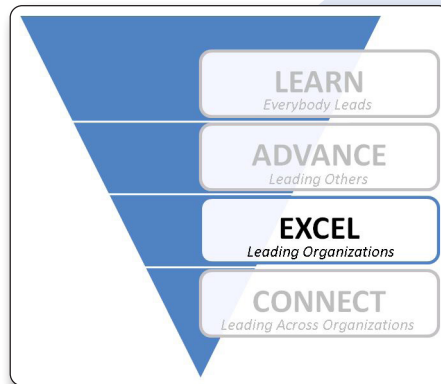 LEARN
Everybody Leads
ADVANCE
Leading Others
EXCEL
Leading Organizations
CONNECT
Leading Across Organizations